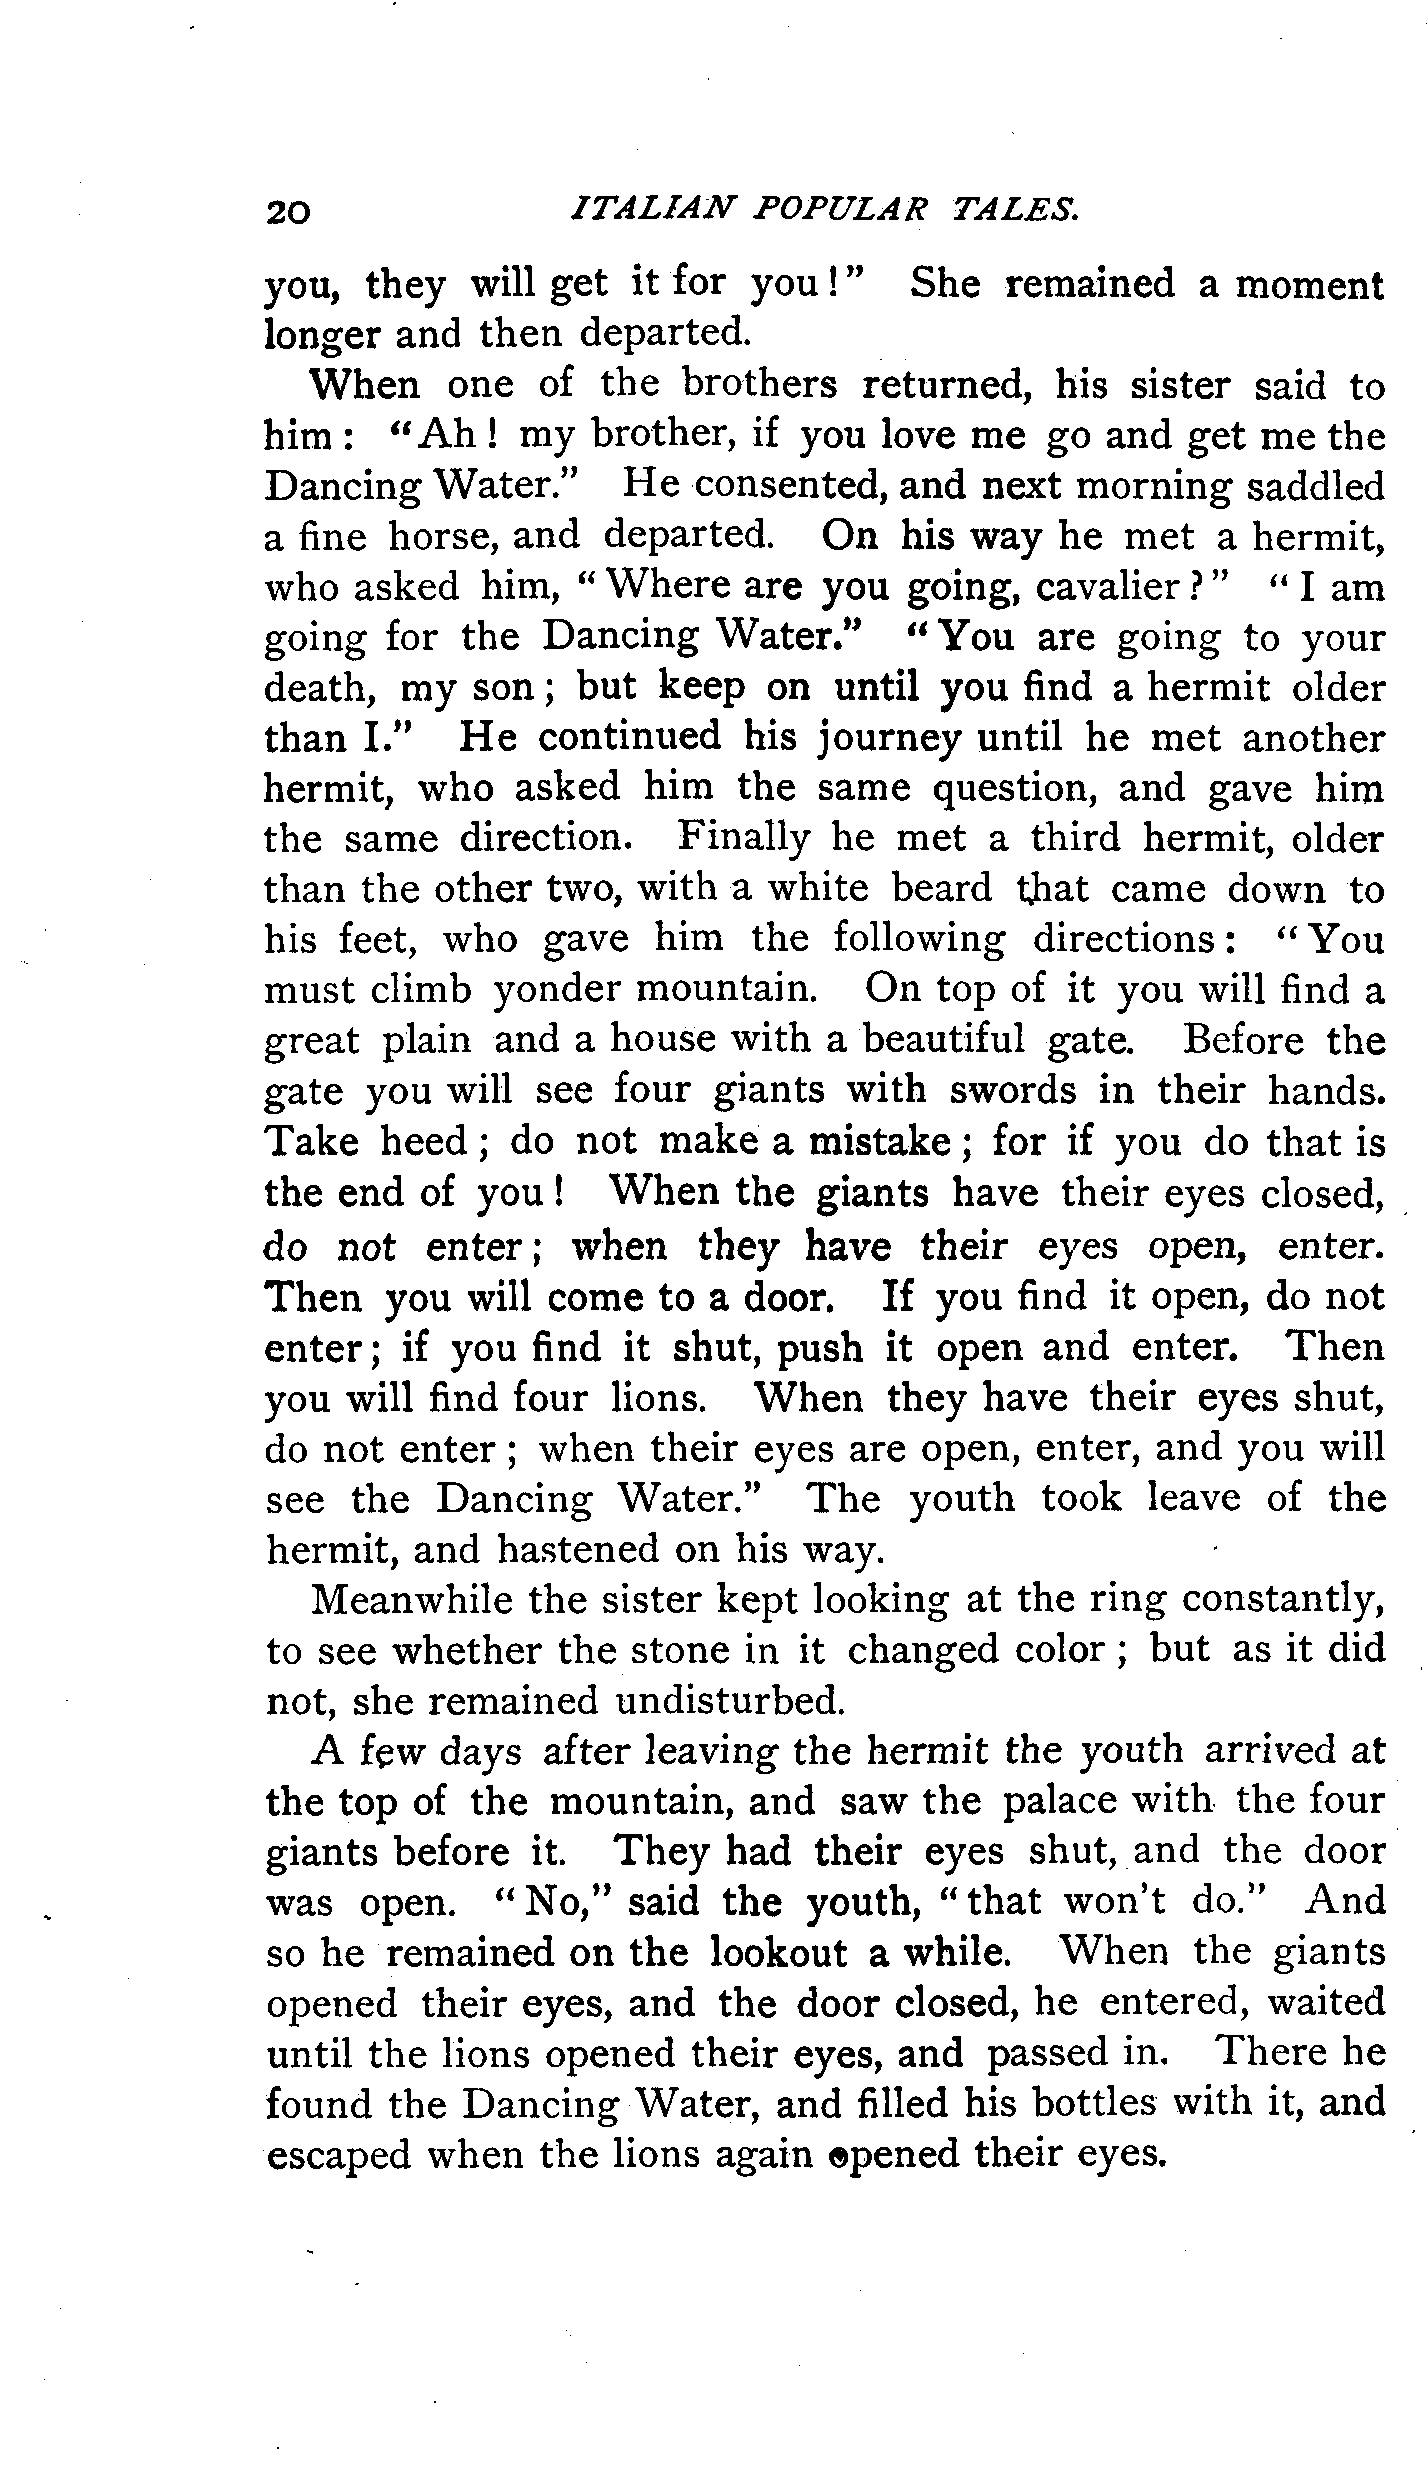 20 ITALIAN POPULAR TALES.
you, they will get it for you!" She remained a moment
longer and then departed.
When one of the brothers returned, his sister said to
him: "Ah! my brother, if you love me go and get me the
Dancing Water." He consented, and next morning saddled
a fine horse, and departed. On his way he met a hermit,
who asked him, "Where are you going, cavalier?" "I am
going for the Dancing Water." "You are going to your
death, my son; but keep on until you find a hermit older
than I." He continued his journey until he met another
hermit, who asked him the same question, and gave him
the same direction. Finally he met a third hermit, older
than the other two, with a white beard that came down to
his feet, who gave him the following directions: "You
must climb yonder mountain. On top of it you will find a
great plain and a house with a beautiful gate. Before the
gate you will see four giants with swords in their hands.
Take heed; do not make a mistake; for if you do that is
the end of you! When the giants have their eyes closed,
do not enter; when they have their eyes open, enter.
Then you will come to a door. If you find it open, do not
enter; if you find it shut, push it open and enter. Then
you will find four lions. When they have their eyes shut,
do not enter; when their eyes are open, enter, and you will
see the Dancing Water." The youth took leave of the
hermit, and hastened on his way.
Meanwhile the sister kept looking at the ring constantly,
to see whether the stone in it changed color; but as it did
not, she remained undisturbed.
A few days after leaving the hermit the youth arrived at
the top of the mountain, and saw the palace with the four
giants before it. They had their eyes shut, and the door
was open. "No," said the youth, "that won't do." And
so he remained on the lookout a while. When the giants
opened their eyes, and the door closed, he entered, waited
until the lions opened their eyes, and passed in. There he
found the Dancing Water, and filled his bottles with it, and
escaped when the lions again opened their eyes.